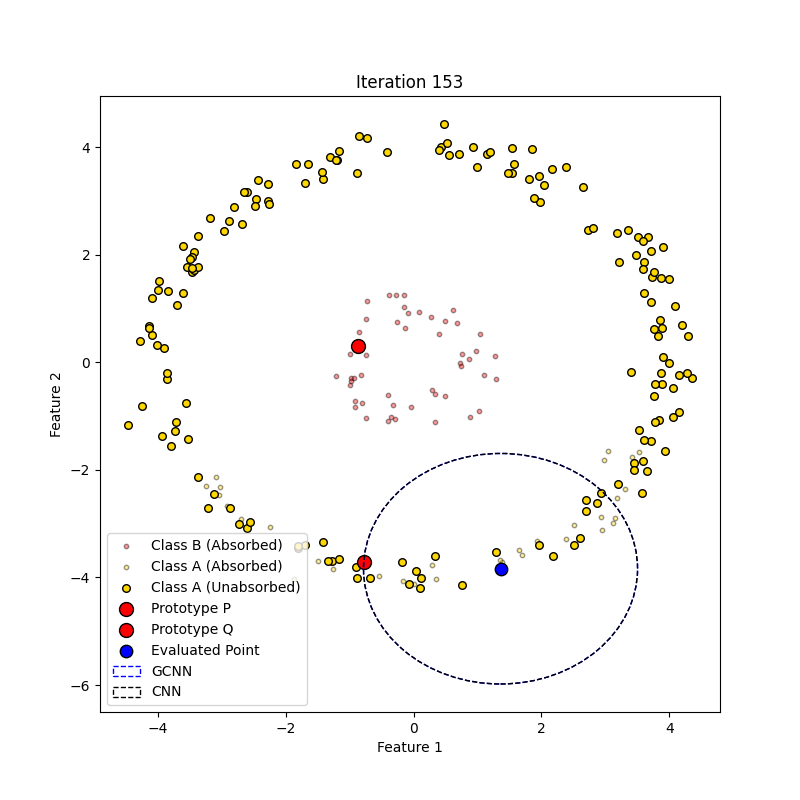 Iteration 153
Feature 2
4
2
0
−2
−4
−6
Class B (Absorbed)
Class A (Absorbed)
Class A (Unabsorbed)
Prototype P
Prototype Q
Evaluated Point
GCNN
CNN
−4 −2 0 2 4
Feature 1